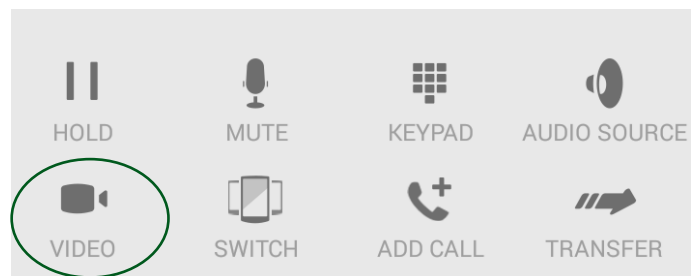 HOLD MUTE KEYPAD AUDIO SOURCE
VIDEO SWITCH ADD CALL TRANSFER